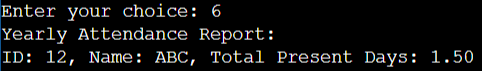 Enter your choice: 6
Yearly Attendance Report:
ID: 12, Name: ABC, Total Present Days: 1.50